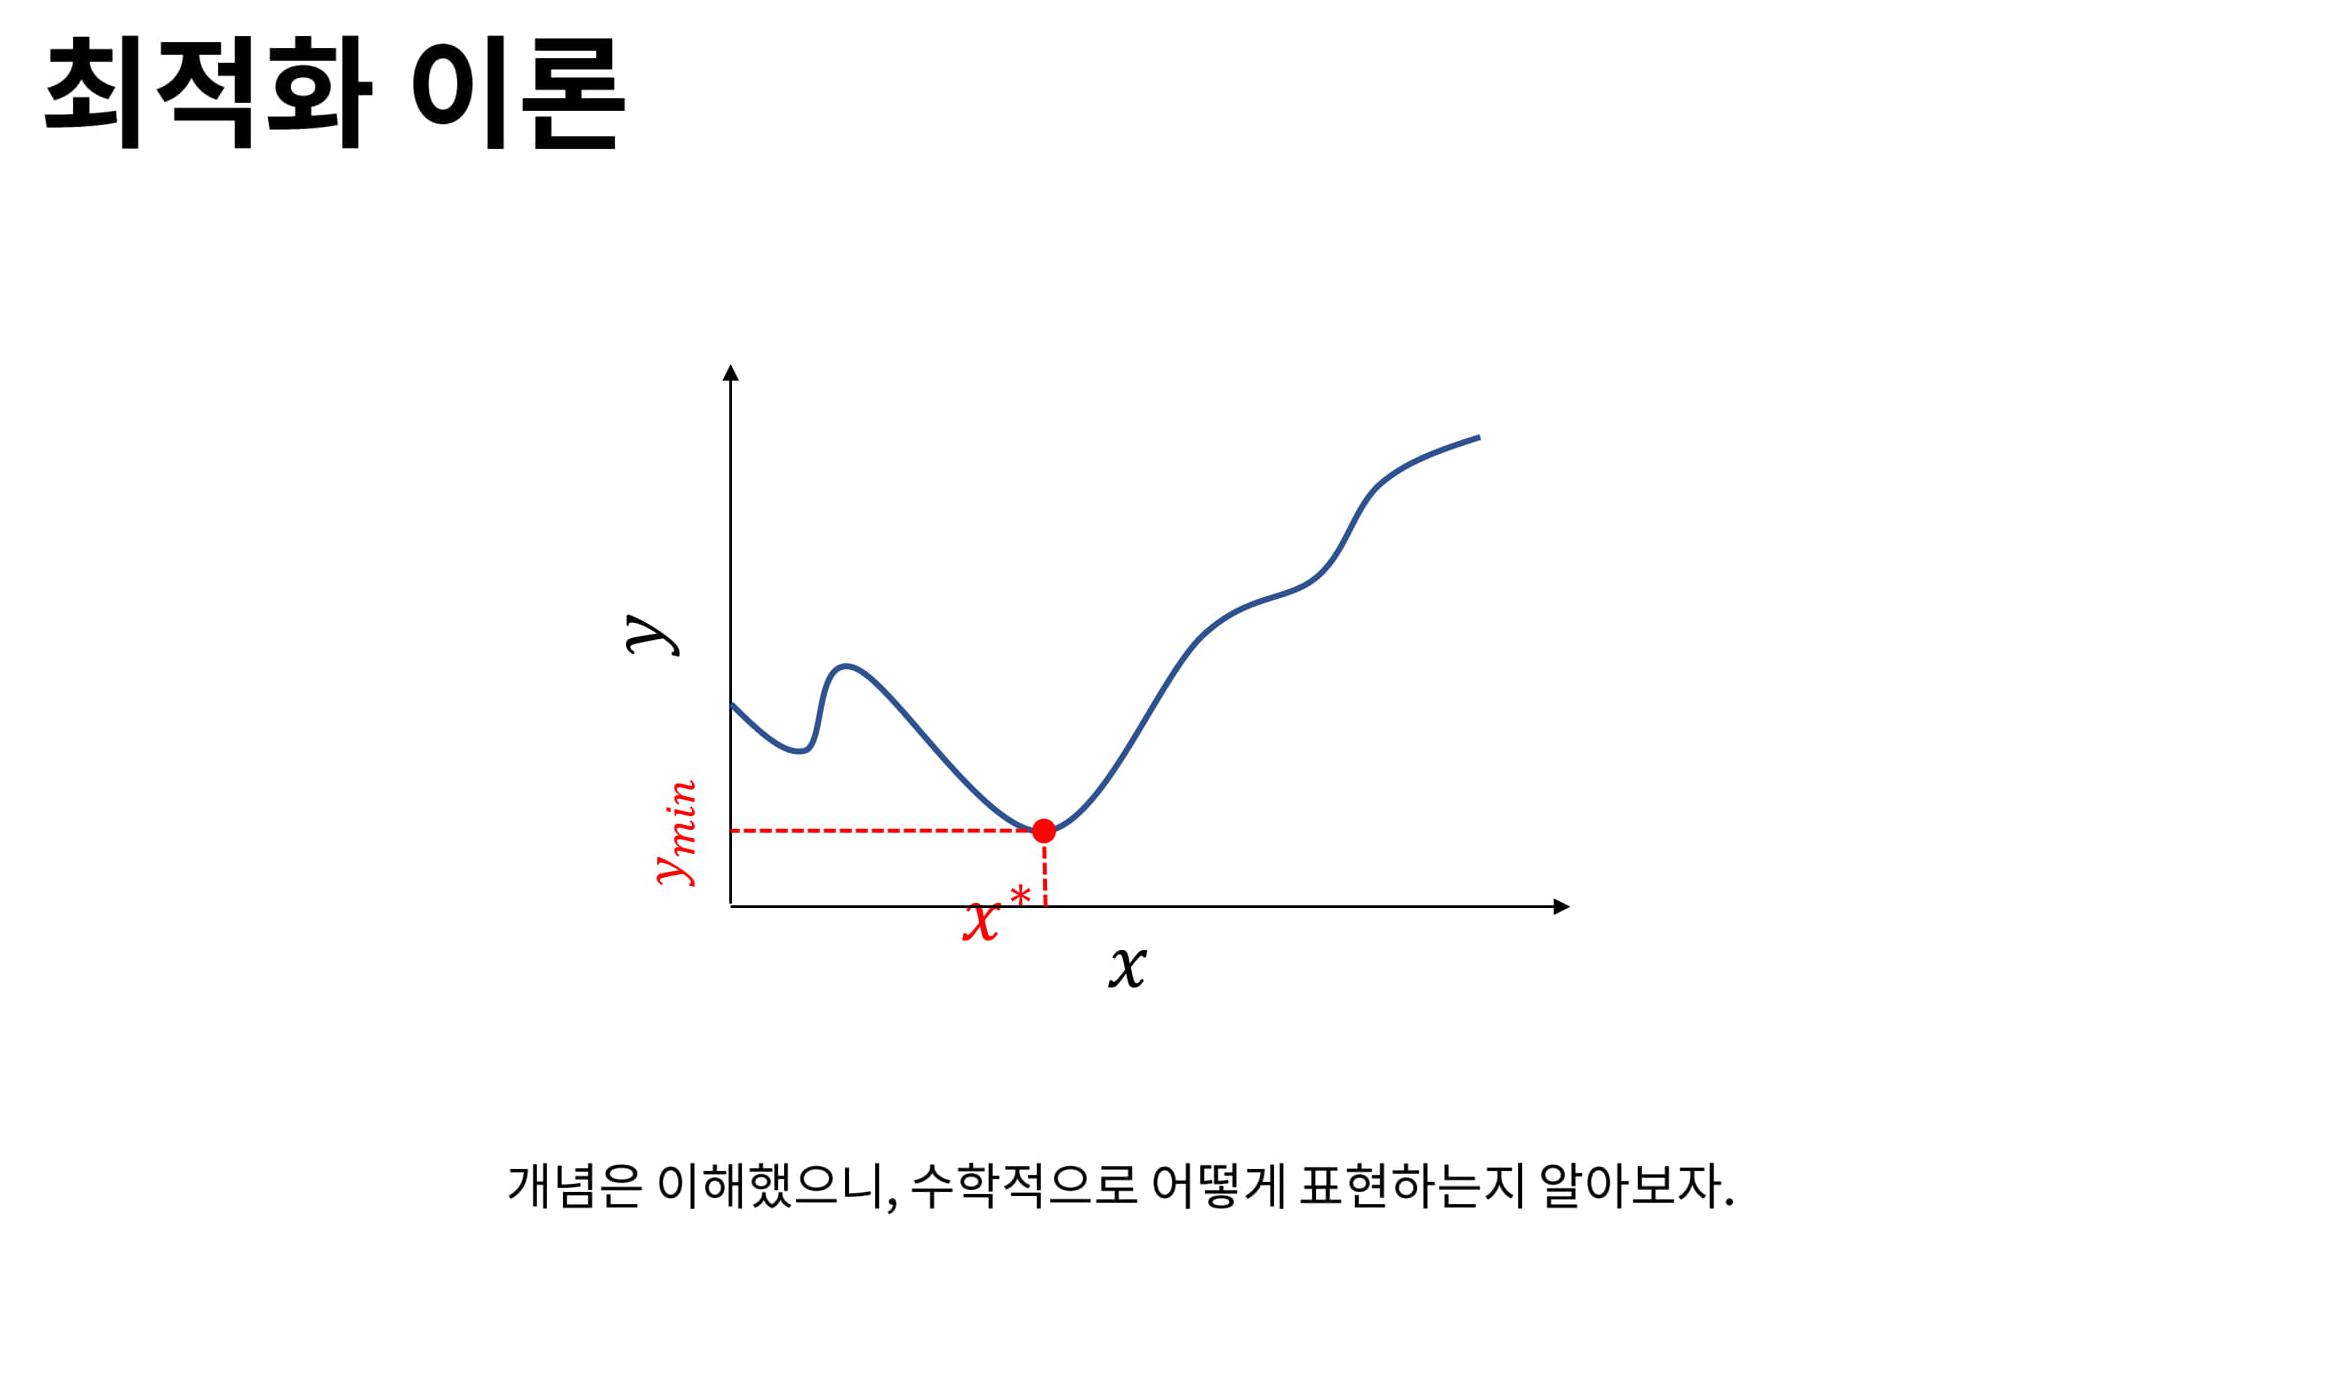 최적화 이론
y
y_{min}
x^*
x
개념은 이해했으니, 수학적으로 어떻게 표현하는지 알아보자.